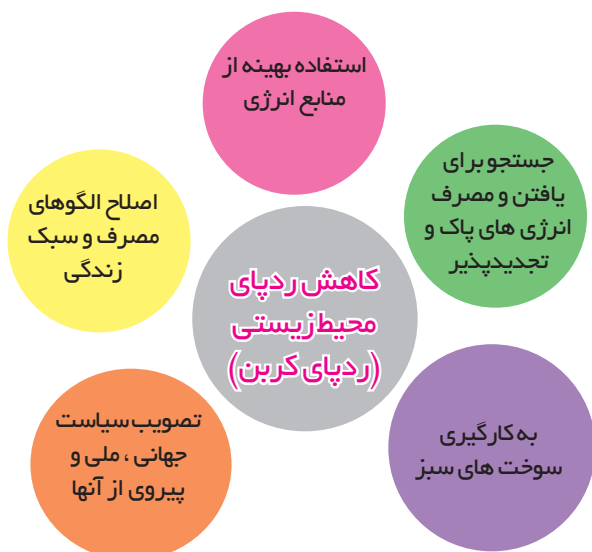 استفاده بهینه از
منابع انرژی
جستجو برای
یافتن و مصرف
انرژی های پاک و
تجدیدپذیر
اصلاح الگوهای
مصرف و سبک
زندگی
کاهش ردپای
محیط‌زیستی
(ردپای کربن)
به کارگیری
سوخت های سبز
تصویب سیاست
جهانی ، ملی و
پیروی از آنها